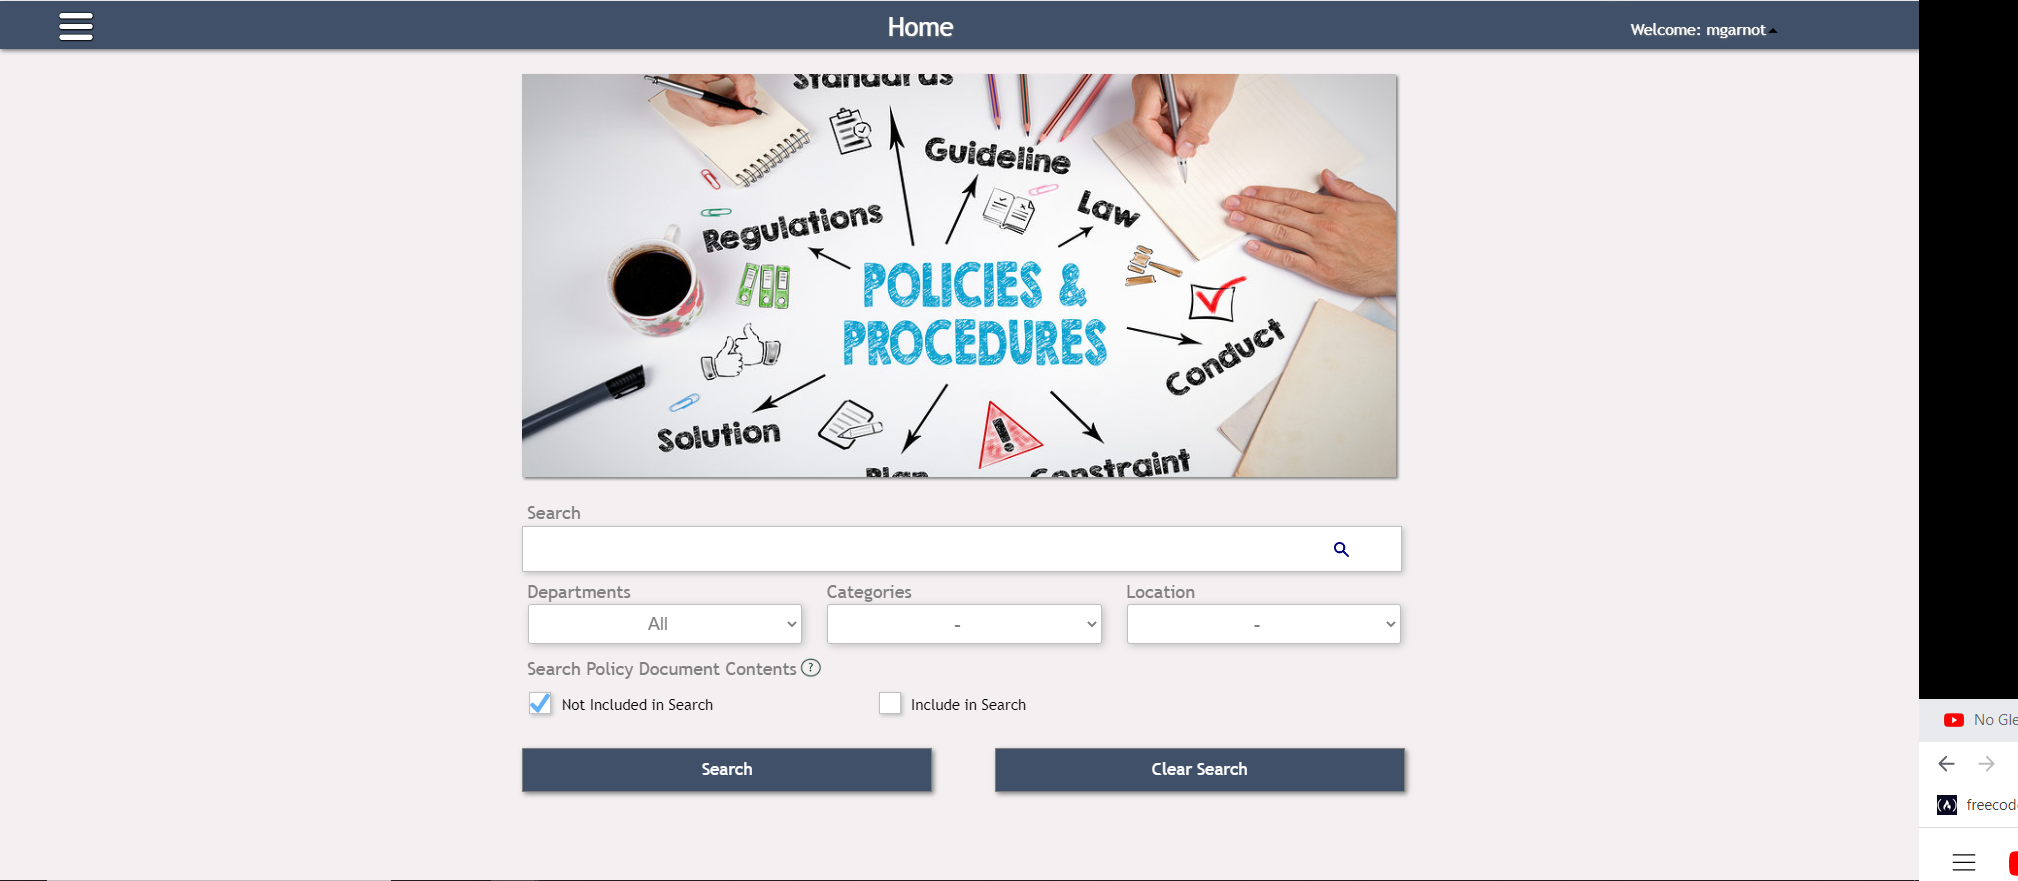 Home
Welcome: mgarnot
Standards
Guideline
Law
Regulations
POLICIES &
PROCEDURES
Conduct
Solution
Plan
Constraint
Search
Departments
Categories
Location
All
-
-
Search Policy Document Contents ?
Not Included in Search
Include in Search
Search
Clear Search
No Gle
freecod